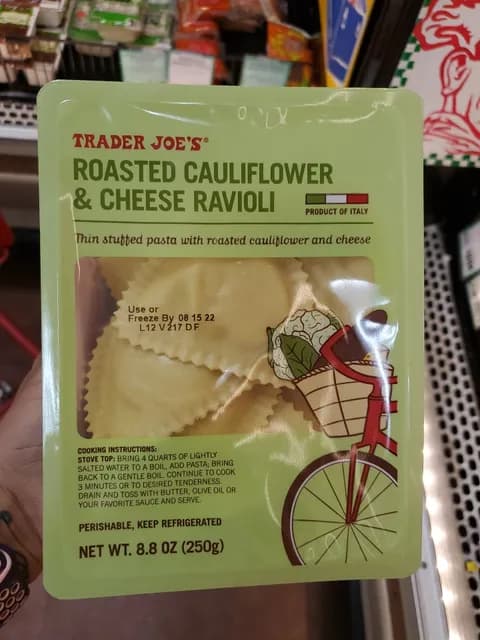 TRADER JOE'S®
ROASTED CAULIFLOWER
& CHEESE RAVIOLI
PRODUCT OF ITALY
Thin stuffed pasta with roasted cauliflower and cheese
Use or
Freeze By 08 15 22
L12 V 217 D F
COOKING INSTRUCTIONS:
STOVE TOP: BRING 4 QUARTS OF LIGHTLY
SALTED WATER TO A BOIL, ADD PASTA; BRING
BACK TO A GENTLE BOIL. CONTINUE TO COOK
3 MINUTES OR TO DESIRED TENDERNESS.
DRAIN AND TOSS WITH BUTTER, OLIVE OIL OR
YOUR FAVORITE SAUCE AND SERVE.
PERISHABLE, KEEP REFRIGERATED
NET WT. 8.8 OZ (250g)